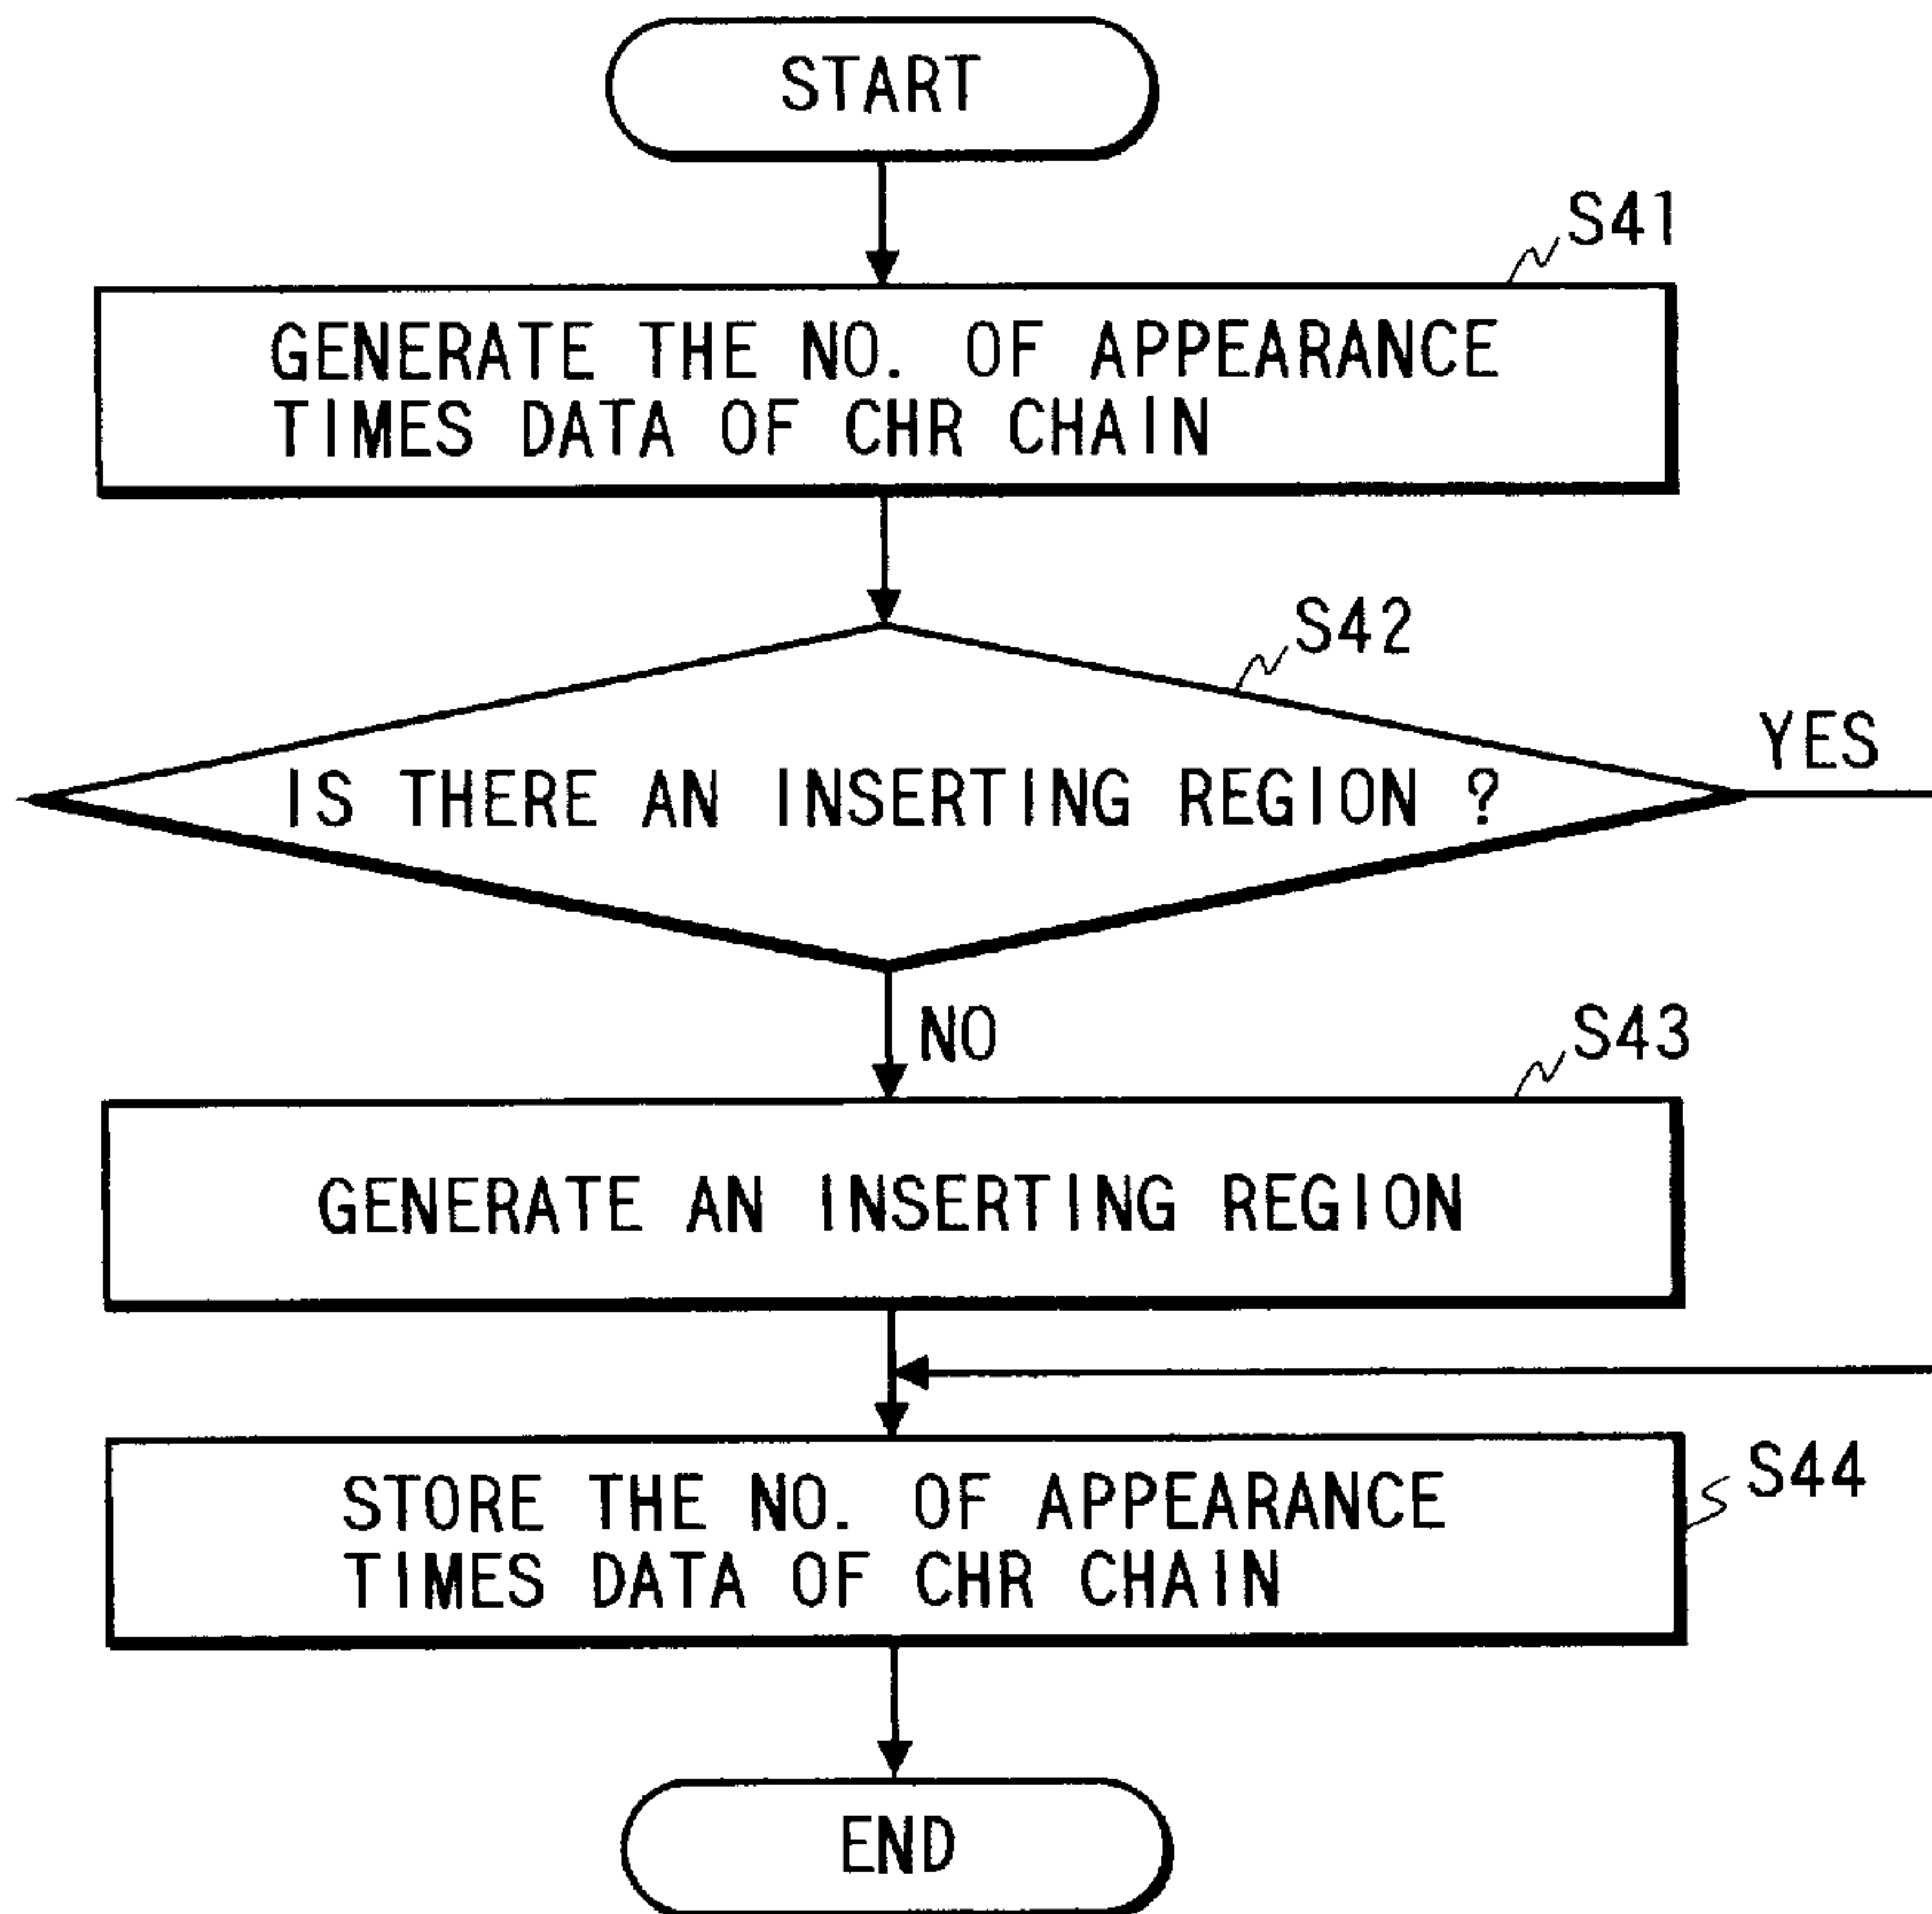 START
S41
GENERATE THE NO. OF APPEARANCE
TIMES DATA OF CHR CHAIN
S42
YES
IS THERE AN INSERTING REGION ?
NO
S43
GENERATE AN INSERTING REGION
S44
STORE THE NO. OF APPEARANCE
TIMES DATA OF CHR CHAIN
END